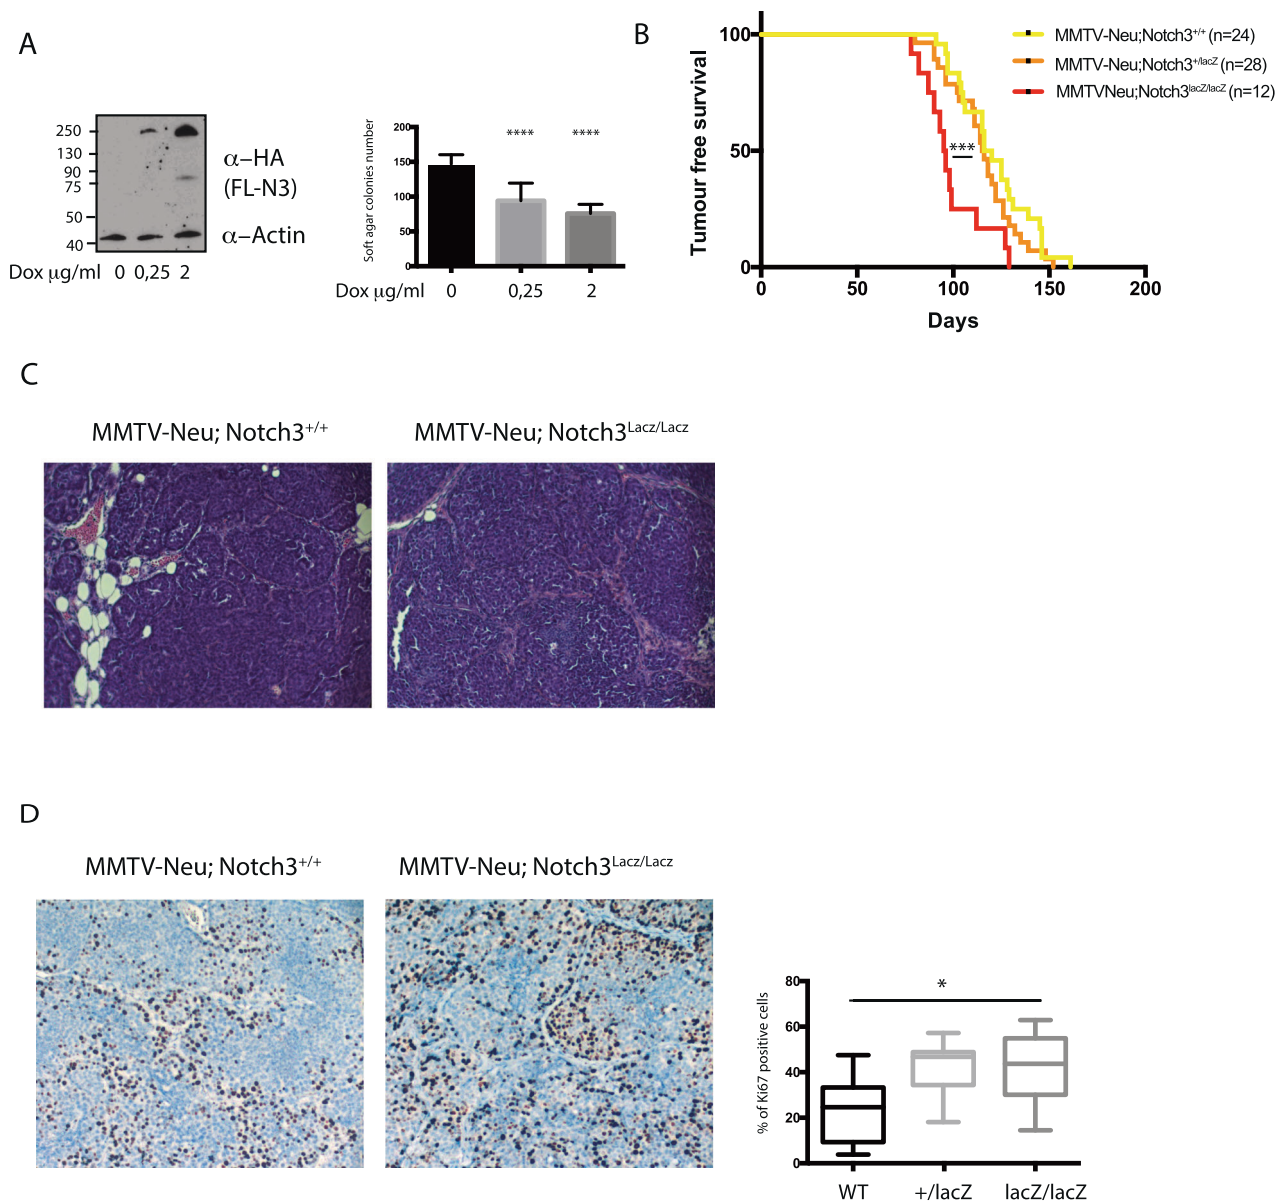 A
250
130
90
75
50
40
α–HA
(FL-N3)
α–Actin
Dox μg/ml 0 0,25 2
Soft agar colonies number
200
150
100
50
0
**** ****
Dox μg/ml 0 0,25 2
B
Tumour free survival
100
50
0
***
0 50 100 150 200
Days
MMTV-Neu;Notch3+/+ (n=24)
MMTV-Neu;Notch3+/lacZ (n=28)
MMTVNeu;Notch3lacZ/lacZ (n=12)
C
MMTV-Neu; Notch3+/+
MMTV-Neu; Notch3Lacz/Lacz
D
MMTV-Neu; Notch3+/+
MMTV-Neu; Notch3Lacz/Lacz
% of Ki67 positive cells
80
60
40
20
0
*
WT +/lacZ lacZ/lacZ